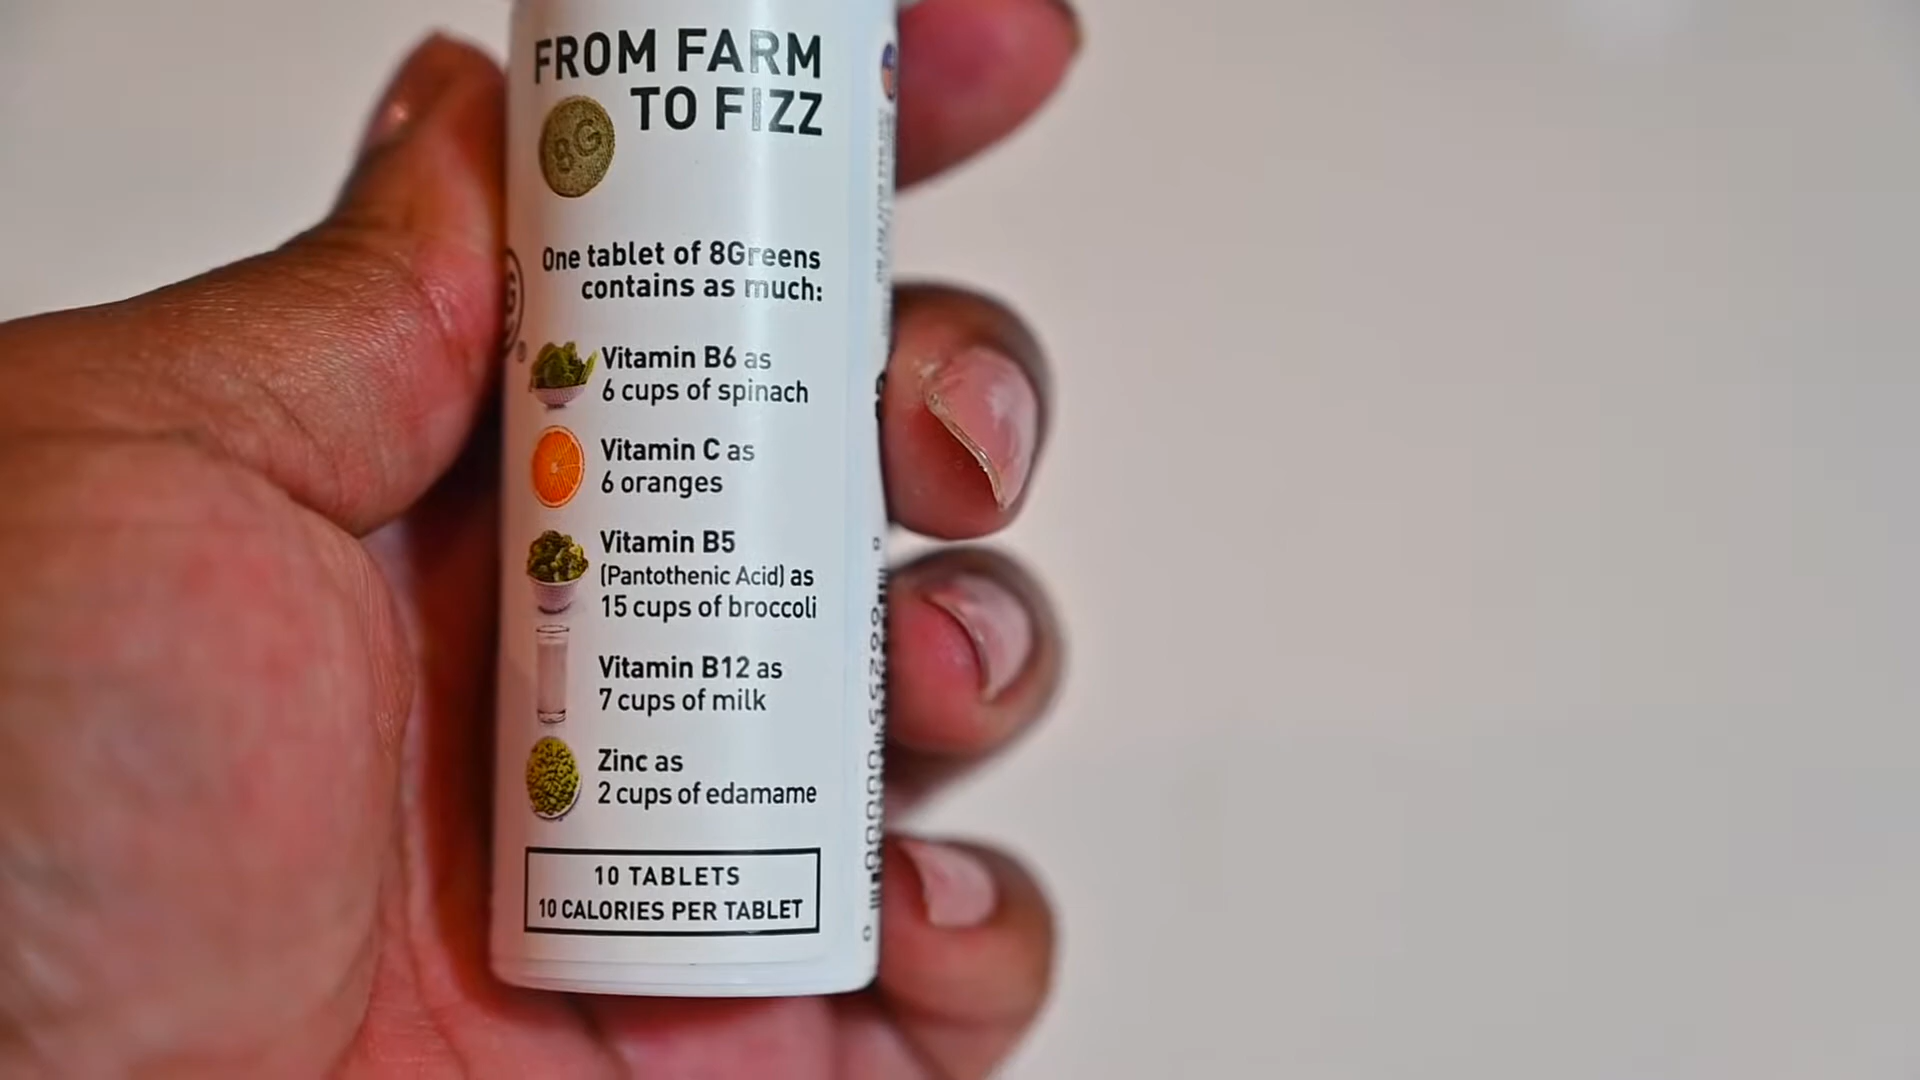 FROM FARM
TO FIZZ
8G
One tablet of 8Greens
contains as much:
Vitamin B6 as
6 cups of spinach
Vitamin C as
6 oranges
Vitamin B5
(Pantothenic Acid) as
15 cups of broccoli
Vitamin B12 as
7 cups of milk
Zinc as
2 cups of edamame
10 TABLETS
10 CALORIES PER TABLET